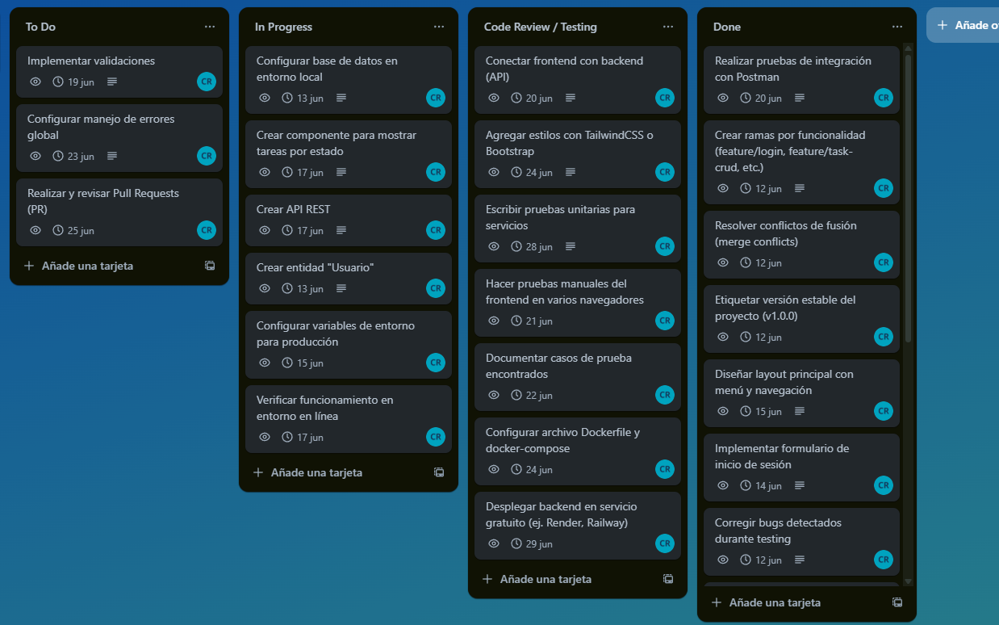 To Do
Implementar validaciones
19 jun
CR
Configurar manejo de errores
global
23 jun
CR
Realizar y revisar Pull Requests
(PR)
25 jun
CR
Añade una tarjeta
In Progress
Configurar base de datos en
entorno local
13 jun
CR
Crear componente para mostrar
tareas por estado
17 jun
CR
Crear API REST
17 jun
CR
Crear entidad "Usuario"
13 jun
CR
Configurar variables de entorno
para producción
15 jun
CR
Verificar funcionamiento en
entorno en línea
17 jun
CR
Añade una tarjeta
Code Review / Testing
Conectar frontend con backend
(API)
20 jun
CR
Agregar estilos con TailwindCSS o
Bootstrap
24 jun
CR
Escribir pruebas unitarias para
servicios
28 jun
CR
Hacer pruebas manuales del
frontend en varios navegadores
21 jun
CR
Documentar casos de prueba
encontrados
22 jun
CR
Configurar archivo Dockerfile y
docker-compose
24 jun
CR
Desplegar backend en servicio
gratuito (ej. Render, Railway)
29 jun
CR
Añade una tarjeta
Done
Realizar pruebas de integración
con Postman
20 jun
CR
Crear ramas por funcionalidad
(feature/login, feature/task-
crud, etc.)
12 jun
CR
Resolver conflictos de fusión
(merge conflicts)
12 jun
CR
Etiquetar versión estable del
proyecto (v1.0.0)
12 jun
CR
Diseñar layout principal con
menú y navegación
15 jun
CR
Implementar formulario de
inicio de sesión
14 jun
CR
Corregir bugs detectados
durante testing
12 jun
CR
Añade una tarjeta
Añade